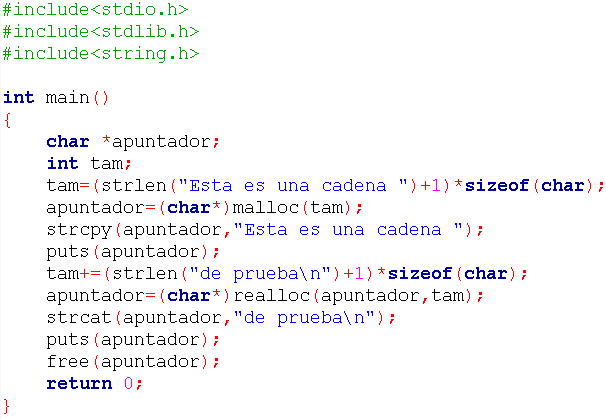 #include<stdio.h>
#include<stdlib.h>
#include<string.h>

int main()
{
    char *apuntador;
    int tam;
    tam=(strlen("Esta es una cadena ")+1)*sizeof(char);
    apuntador=(char*)malloc(tam);
    strcpy(apuntador,"Esta es una cadena ");
    puts(apuntador);
    tam+=(strlen("de prueba\n")+1)*sizeof(char);
    apuntador=(char*)realloc(apuntador,tam);
    strcat(apuntador,"de prueba\n");
    puts(apuntador);
    free(apuntador);
    return 0;
}